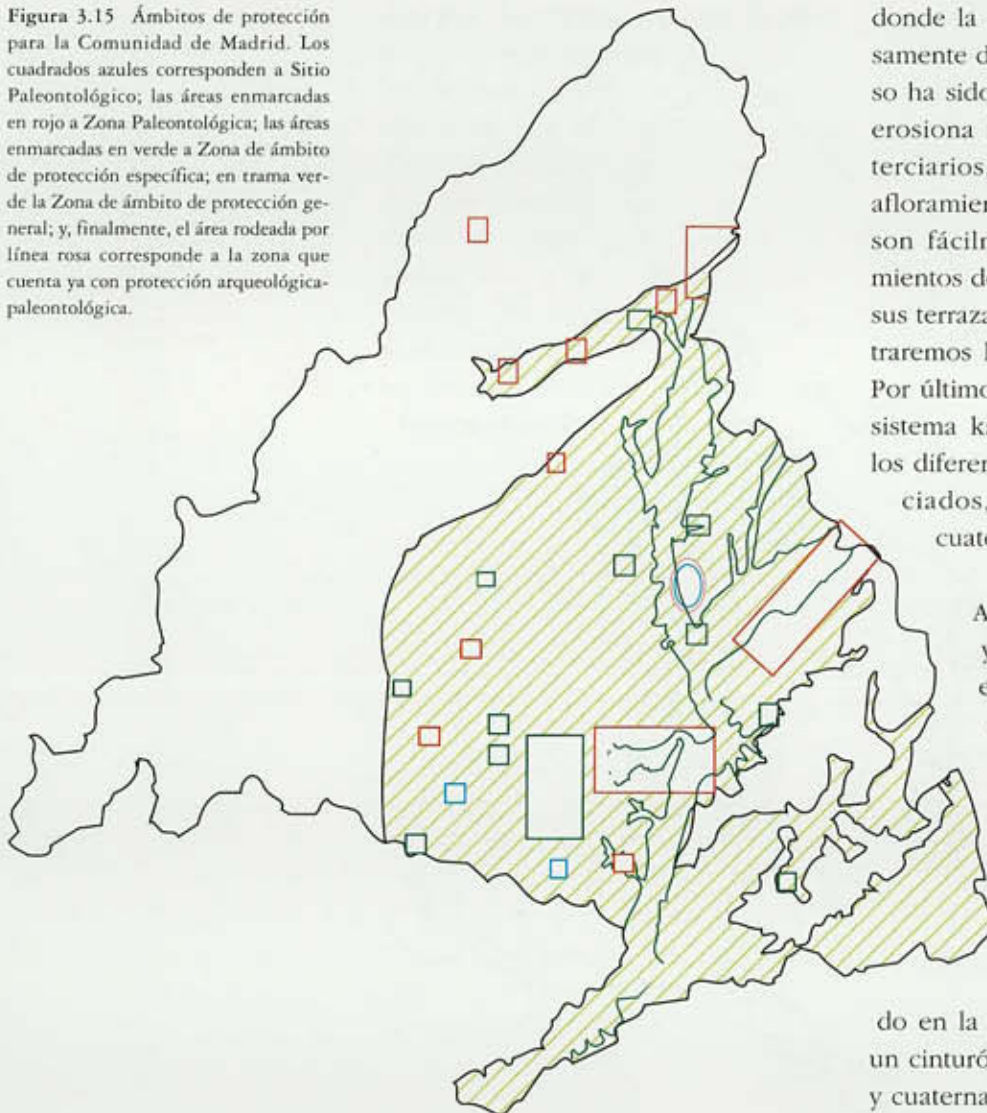 Figura 3.15 Ámbitos de protección
para la Comunidad de Madrid. Los
cuadrados azules corresponden a Sitio
Paleontológico; las áreas enmarcadas
en rojo a Zona Paleontológica; las áreas
enmarcadas en verde a Zona de ámbito
de protección específica; en trama ver-
de la Zona de ámbito de protección ge-
neral; y, finalmente, el área rodeada por
línea rosa corresponde a la zona que
cuenta ya con protección arqueológica-
paleontológica.
donde la
samente d
so ha sido
erosiona
terciarios
afloramien
son fáciln
mientos de
sus terraza
traremos l
Por último
sistema k
los diferen
ciados,
cuate
A
y
e
do en la
un cinturó
y cuaterna